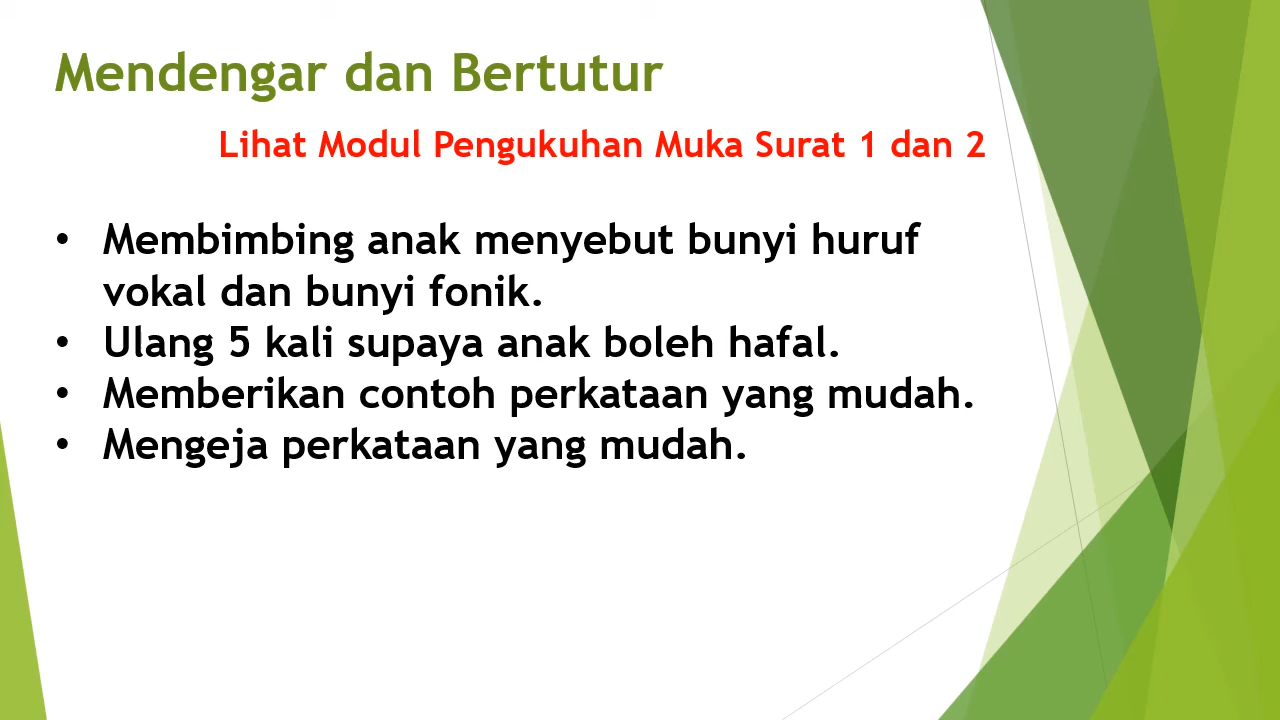 Mendengar dan Bertutur
Lihat Modul Pengukuhan Muka Surat 1 dan 2
• Membimbing anak menyebut bunyi huruf
vokal dan bunyi fonik.
• Ulang 5 kali supaya anak boleh hafal.
• Memberikan contoh perkataan yang mudah.
• Mengeja perkataan yang mudah.